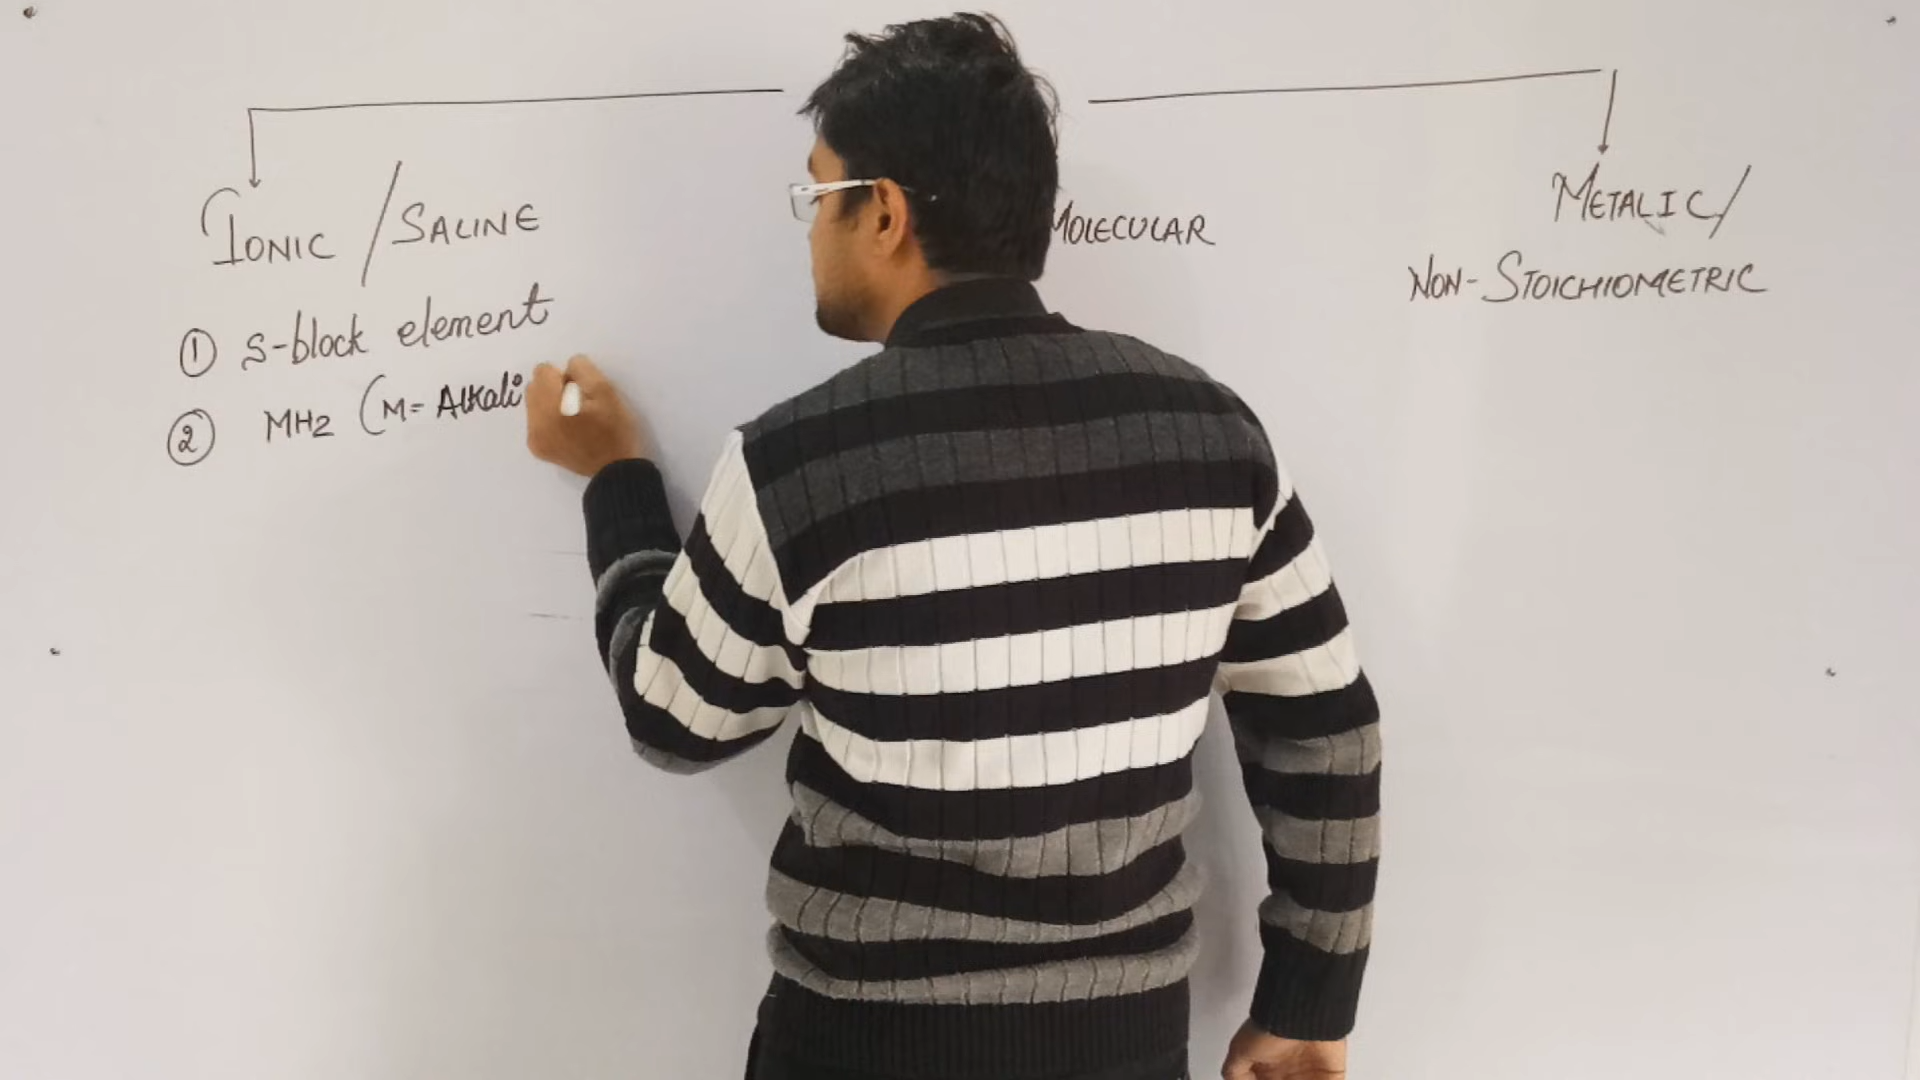 IONIC / SALINE
① S-block element
② MH2 (M= Alkali
MOLECULAR
METALIC/
NON-STOICHIOMETRIC